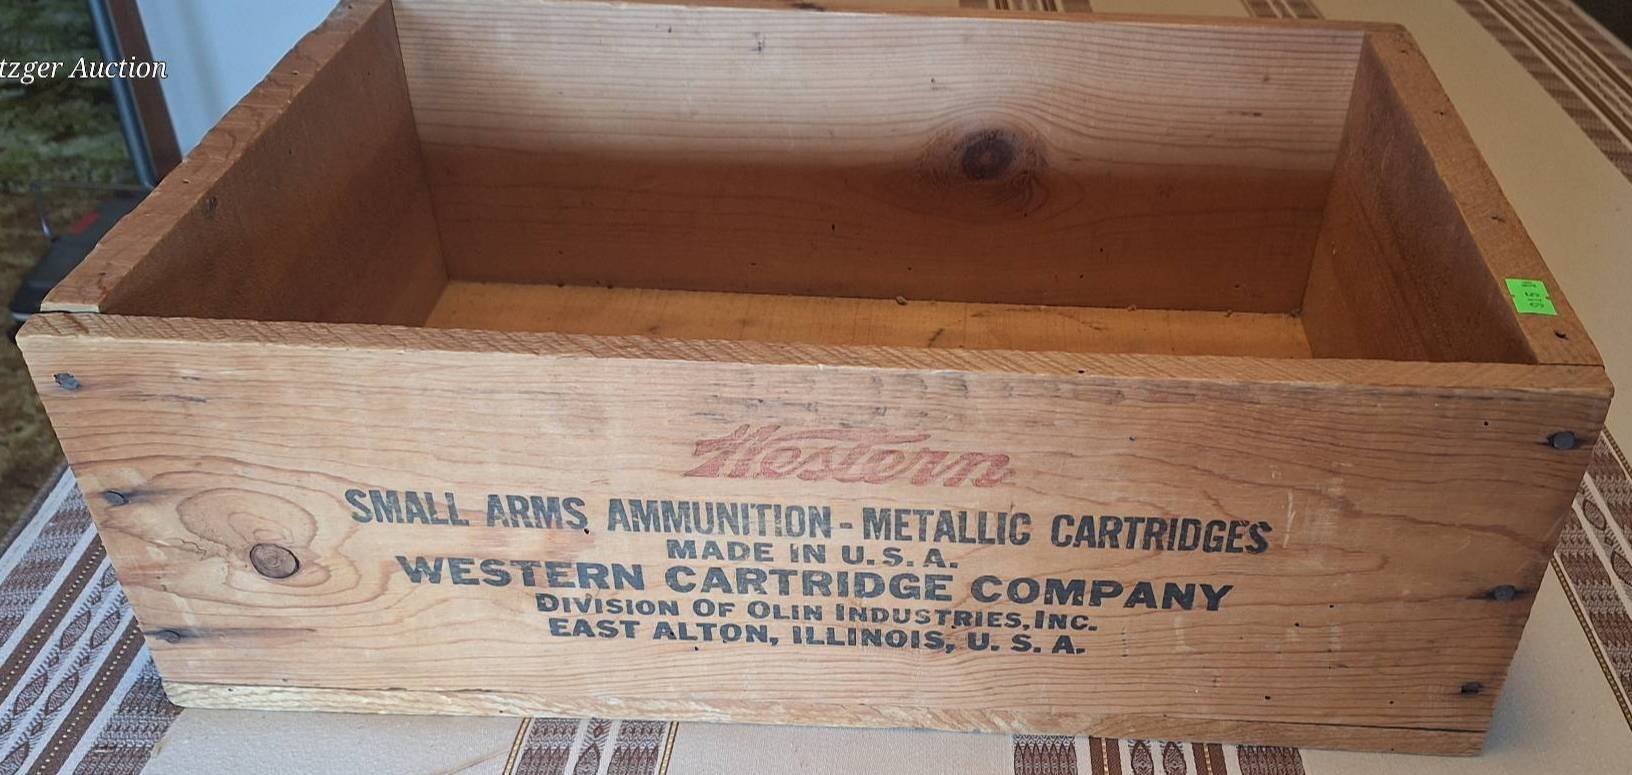 tzger Auction
Western
SMALL ARMS AMMUNITION - METALLIC CARTRIDGES
MADE IN U.S.A.
WESTERN CARTRIDGE COMPANY
DIVISION OF OLIN INDUSTRIES, INC.
EAST ALTON, ILLINOIS, U.S.A.